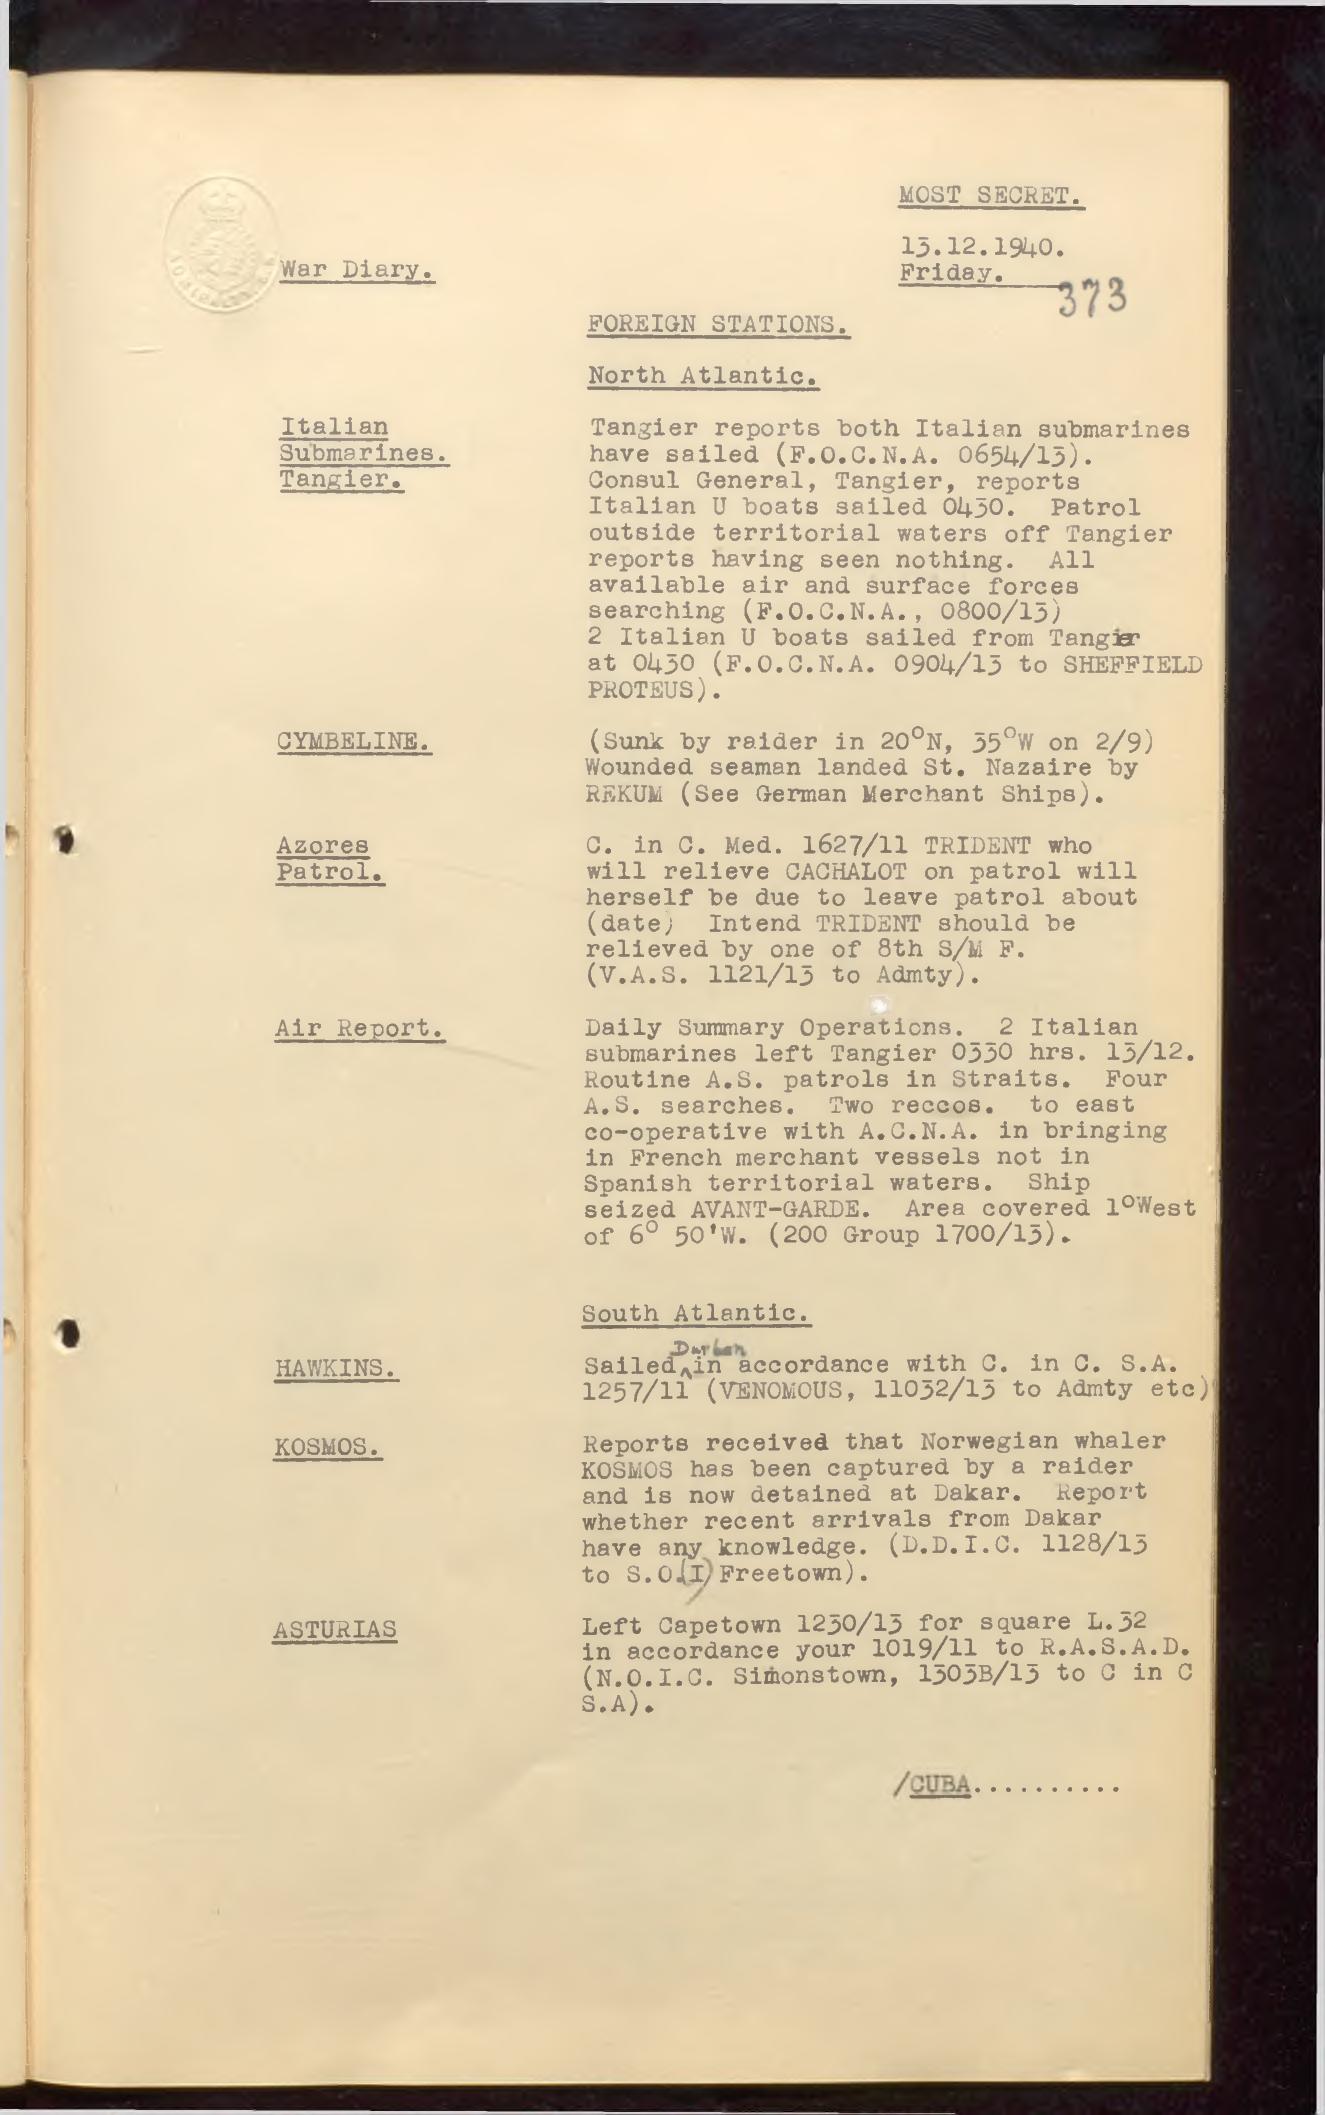 MOST SECRET.
13.12.1940.
War Diary.
Friday.
373
FOREIGN STATIONS.
North Atlantic.
Italian
Submarines.
Tangier.
Tangier reports both Italian submarines
have sailed (F.O.C.N.A. 0654/13).
Consul General, Tangier, reports
Italian U boats sailed 0430. Patrol
outside territorial waters off Tangier
reports having seen nothing. All
available air and surface forces
searching (F.O.C.N.A., 0800/13)
2 Italian U boats sailed from Tangier
at 0430 (F.O.C.N.A. 0904/13 to SHEFFIELD
PROTEUS).
CYMBELINE.
(Sunk by raider in 20°N, 35°W on 2/9)
Wounded seaman landed St. Nazaire by
REKUM (See German Merchant Ships).
Azores
Patrol.
C. in C. Med. 1627/11 TRIDENT who
will relieve CACHALOT on patrol will
herself be due to leave patrol about
(date) Intend TRIDENT should be
relieved by one of 8th S/M F.
(V.A.S. 1121/13 to Admty).
Air Report.
Daily Summary Operations. 2 Italian
submarines left Tangier 0330 hrs. 13/12.
Routine A.S. patrols in Straits. Four
A.S. searches. Two reccos. to east
co-operative with A.C.N.A. in bringing
in French merchant vessels not in
Spanish territorial waters. Ship
seized AVANT-GARDE. Area covered 1°West
of 6° 50'W. (200 Group 1700/13).
South Atlantic.
HAWKINS.
Durban
Sailed in accordance with C. in C. S.A.
1257/11 (VENOMOUS, 11032/13 to Admty etc)
KOSMOS.
Reports received that Norwegian whaler
KOSMOS has been captured by a raider
and is now detained at Dakar. Report
whether recent arrivals from Dakar
have any knowledge. (D.D.I.C. 1128/13
to S.O.(I) Freetown).
ASTURIAS
Left Capetown 1230/13 for square L.32
in accordance your 1019/11 to R.A.S.A.D.
(N.O.I.C. Simonstown, 1303B/13 to C in C
S.A).
/CUBA..........